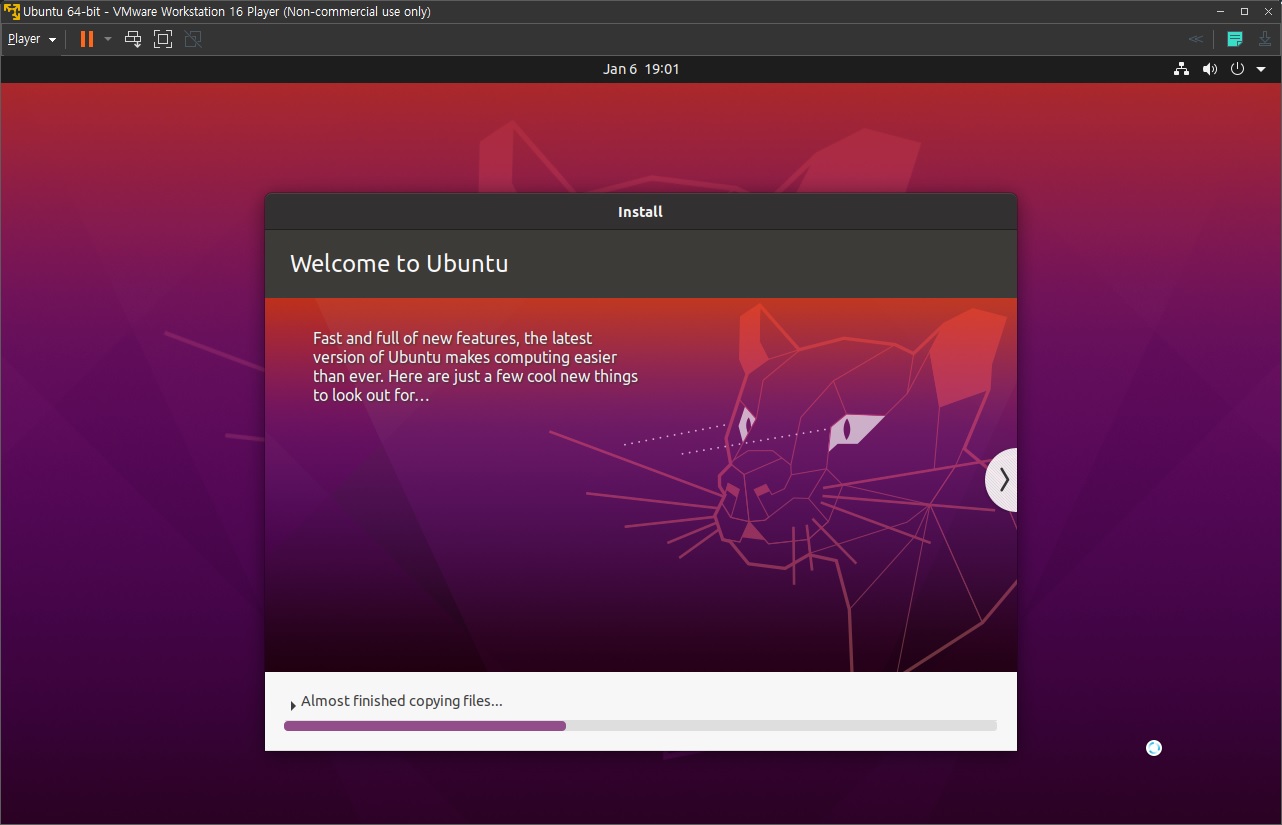 Ubuntu 64-bit - VMware Workstation 16 Player (Non-commercial use only)
Player
Jan 6 19:01
Install
Welcome to Ubuntu
Fast and full of new features, the latest
version of Ubuntu makes computing easier
than ever. Here are just a few cool new things
to look out for…
Almost finished copying files...